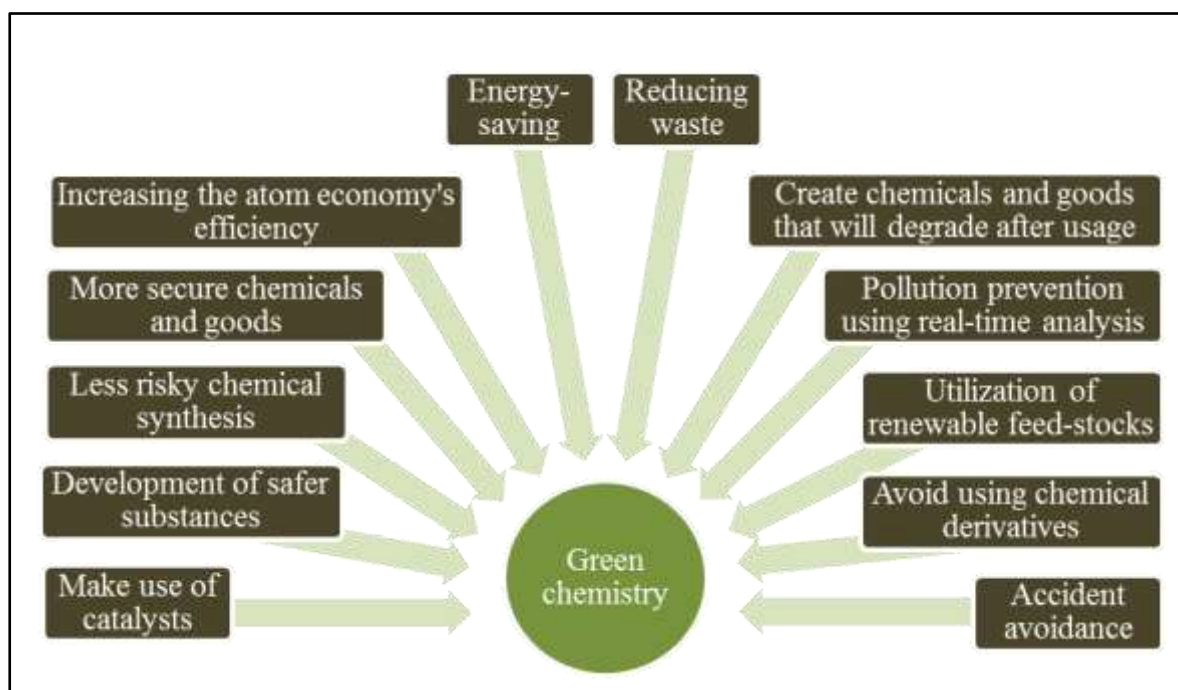 Energy-
saving
Reducing
waste
Increasing the atom economy's
efficiency
Create chemicals and goods
that will degrade after usage
More secure chemicals
and goods
Pollution prevention
using real-time analysis
Less risky chemical
synthesis
Utilization of
renewable feed-stocks
Development of safer
substances
Avoid using chemical
derivatives
Make use of
catalysts
Green
chemistry
Accident
avoidance